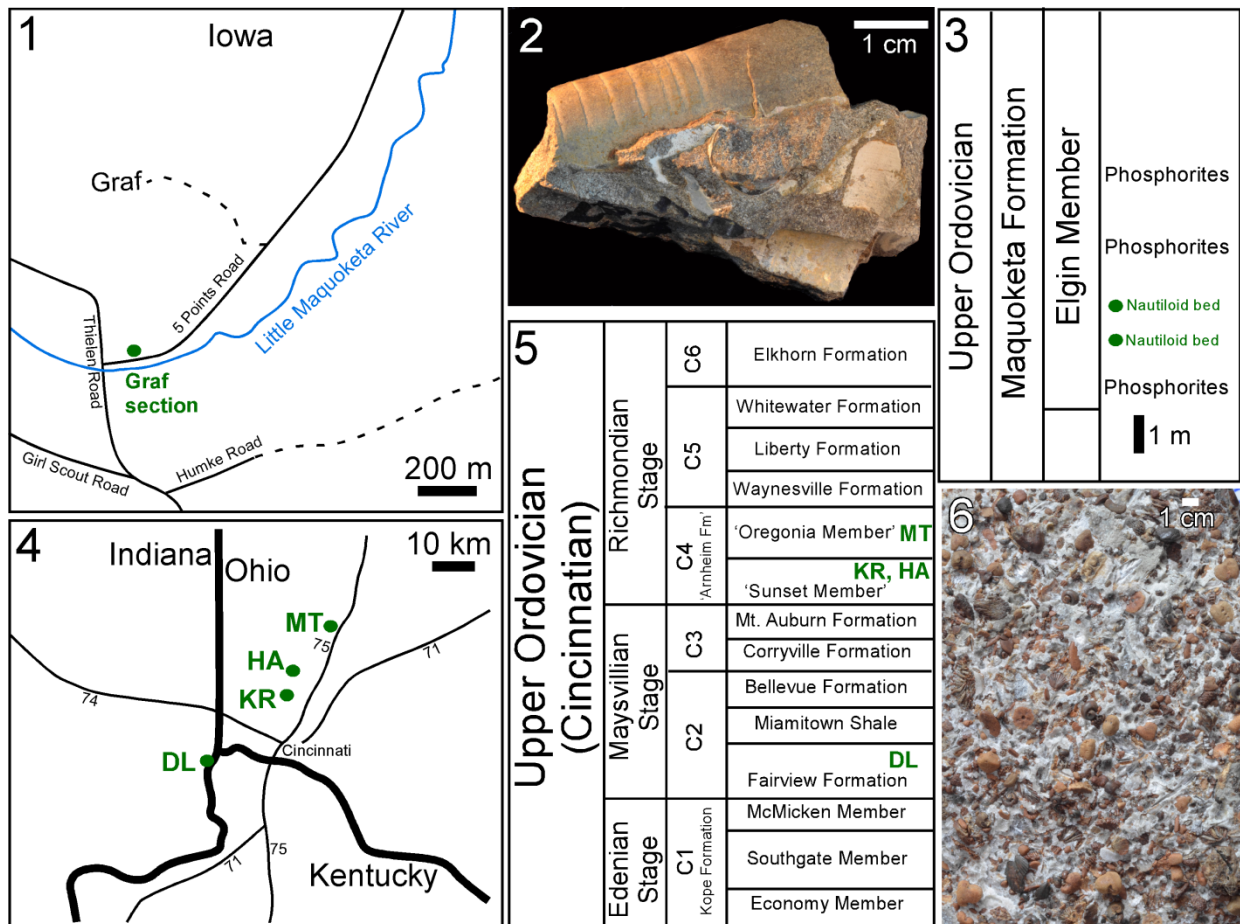 1
Iowa
Graf
5 Points Road
Little Maquoketa River
Thielen Road
Graf
section
Girl Scout Road
Humke Road
200 m
2
1 cm
3
Upper Ordovician
Maquoketa Formation
Elgin Member
Phosphorites
Phosphorites
Nautiloid bed
Nautiloid bed
Phosphorites
1 m
4
Indiana
Ohio
10 km
MT
75
71
HA
KR
74
Cincinnati
DL
71
75
Kentucky
5
Upper Ordovician
(Cincinnatian)
Richmondian
Stage
Maysvillian
Stage
Edenian
Stage
C6
Elkhorn Formation
C5
Whitewater Formation
Liberty Formation
Waynesville Formation
C4
'Arnheim Fm'
'Oregonia Member' MT
KR, HA
'Sunset Member'
C3
Mt. Auburn Formation
Corryville Formation
C2
Bellevue Formation
Miamitown Shale
DL
Fairview Formation
C1
Kope Formation
McMicken Member
Southgate Member
Economy Member
6
1 cm